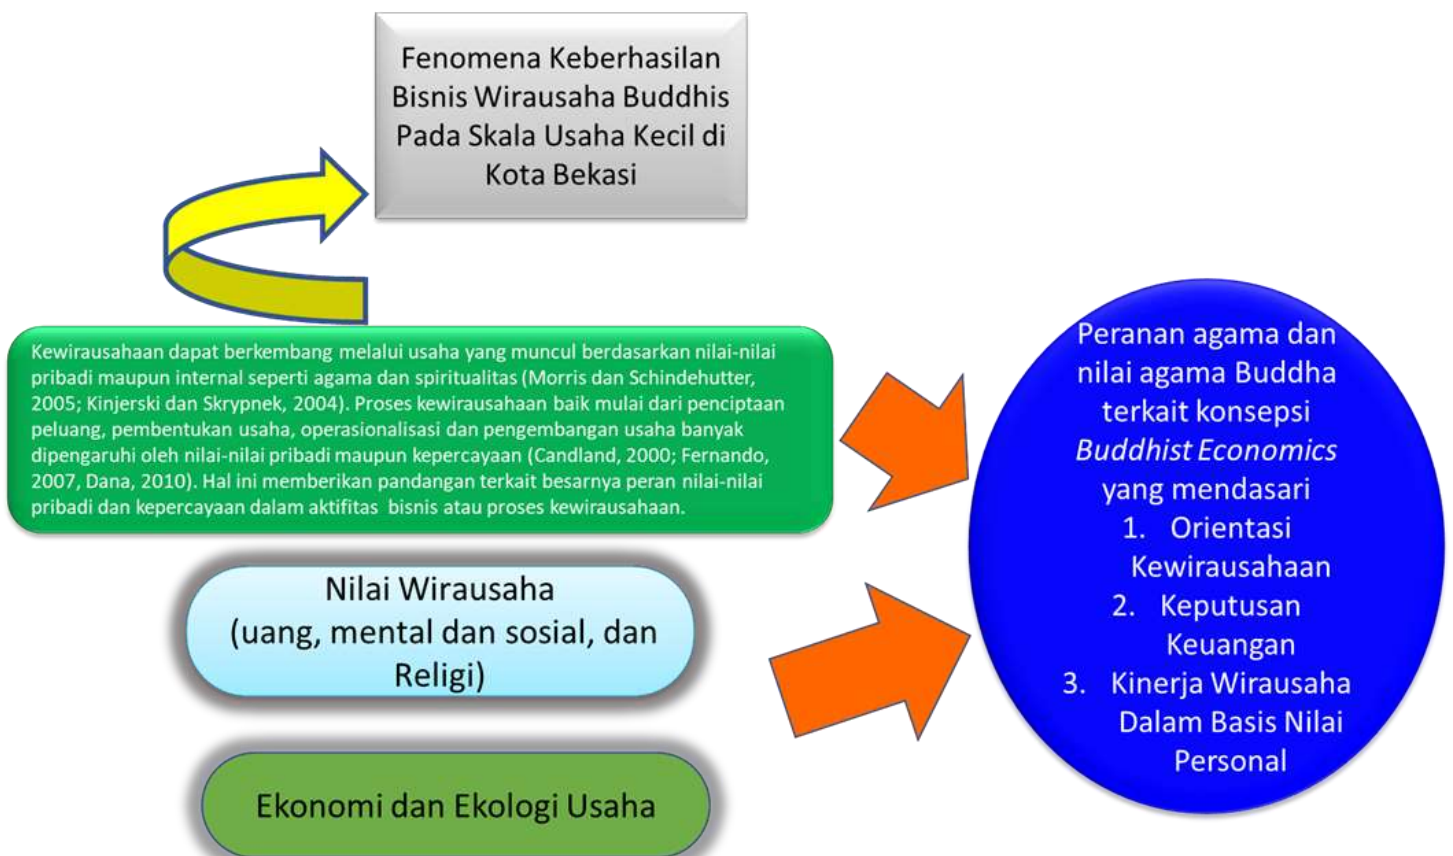 Fenomena Keberhasilan
Bisnis Wirausaha Buddhis
Pada Skala Usaha Kecil di
Kota Bekasi
Kewirausahaan dapat berkembang melalui usaha yang muncul berdasarkan nilai-nilai
pribadi maupun internal seperti agama dan spiritualitas (Morris dan Schindehutter,
2005; Kinjerski dan Skrypnek, 2004). Proses kewirausahaan baik mulai dari penciptaan
peluang, pembentukan usaha, operasionalisasi dan pengembangan usaha banyak
dipengaruhi oleh nilai-nilai pribadi maupun kepercayaan (Candland, 2000; Fernando,
2007, Dana, 2010). Hal ini memberikan pandangan terkait besarnya peran nilai-nilai
pribadi dan kepercayaan dalam aktifitas bisnis atau proses kewirausahaan.
Nilai Wirausaha
(uang, mental dan sosial, dan
Religi)
Ekonomi dan Ekologi Usaha
Peranan agama dan
nilai agama Buddha
terkait konsepsi
Buddhist Economics
yang mendasari
1. Orientasi
Kewirausahaan
2. Keputusan
Keuangan
3. Kinerja Wirausaha
Dalam Basis Nilai
Personal